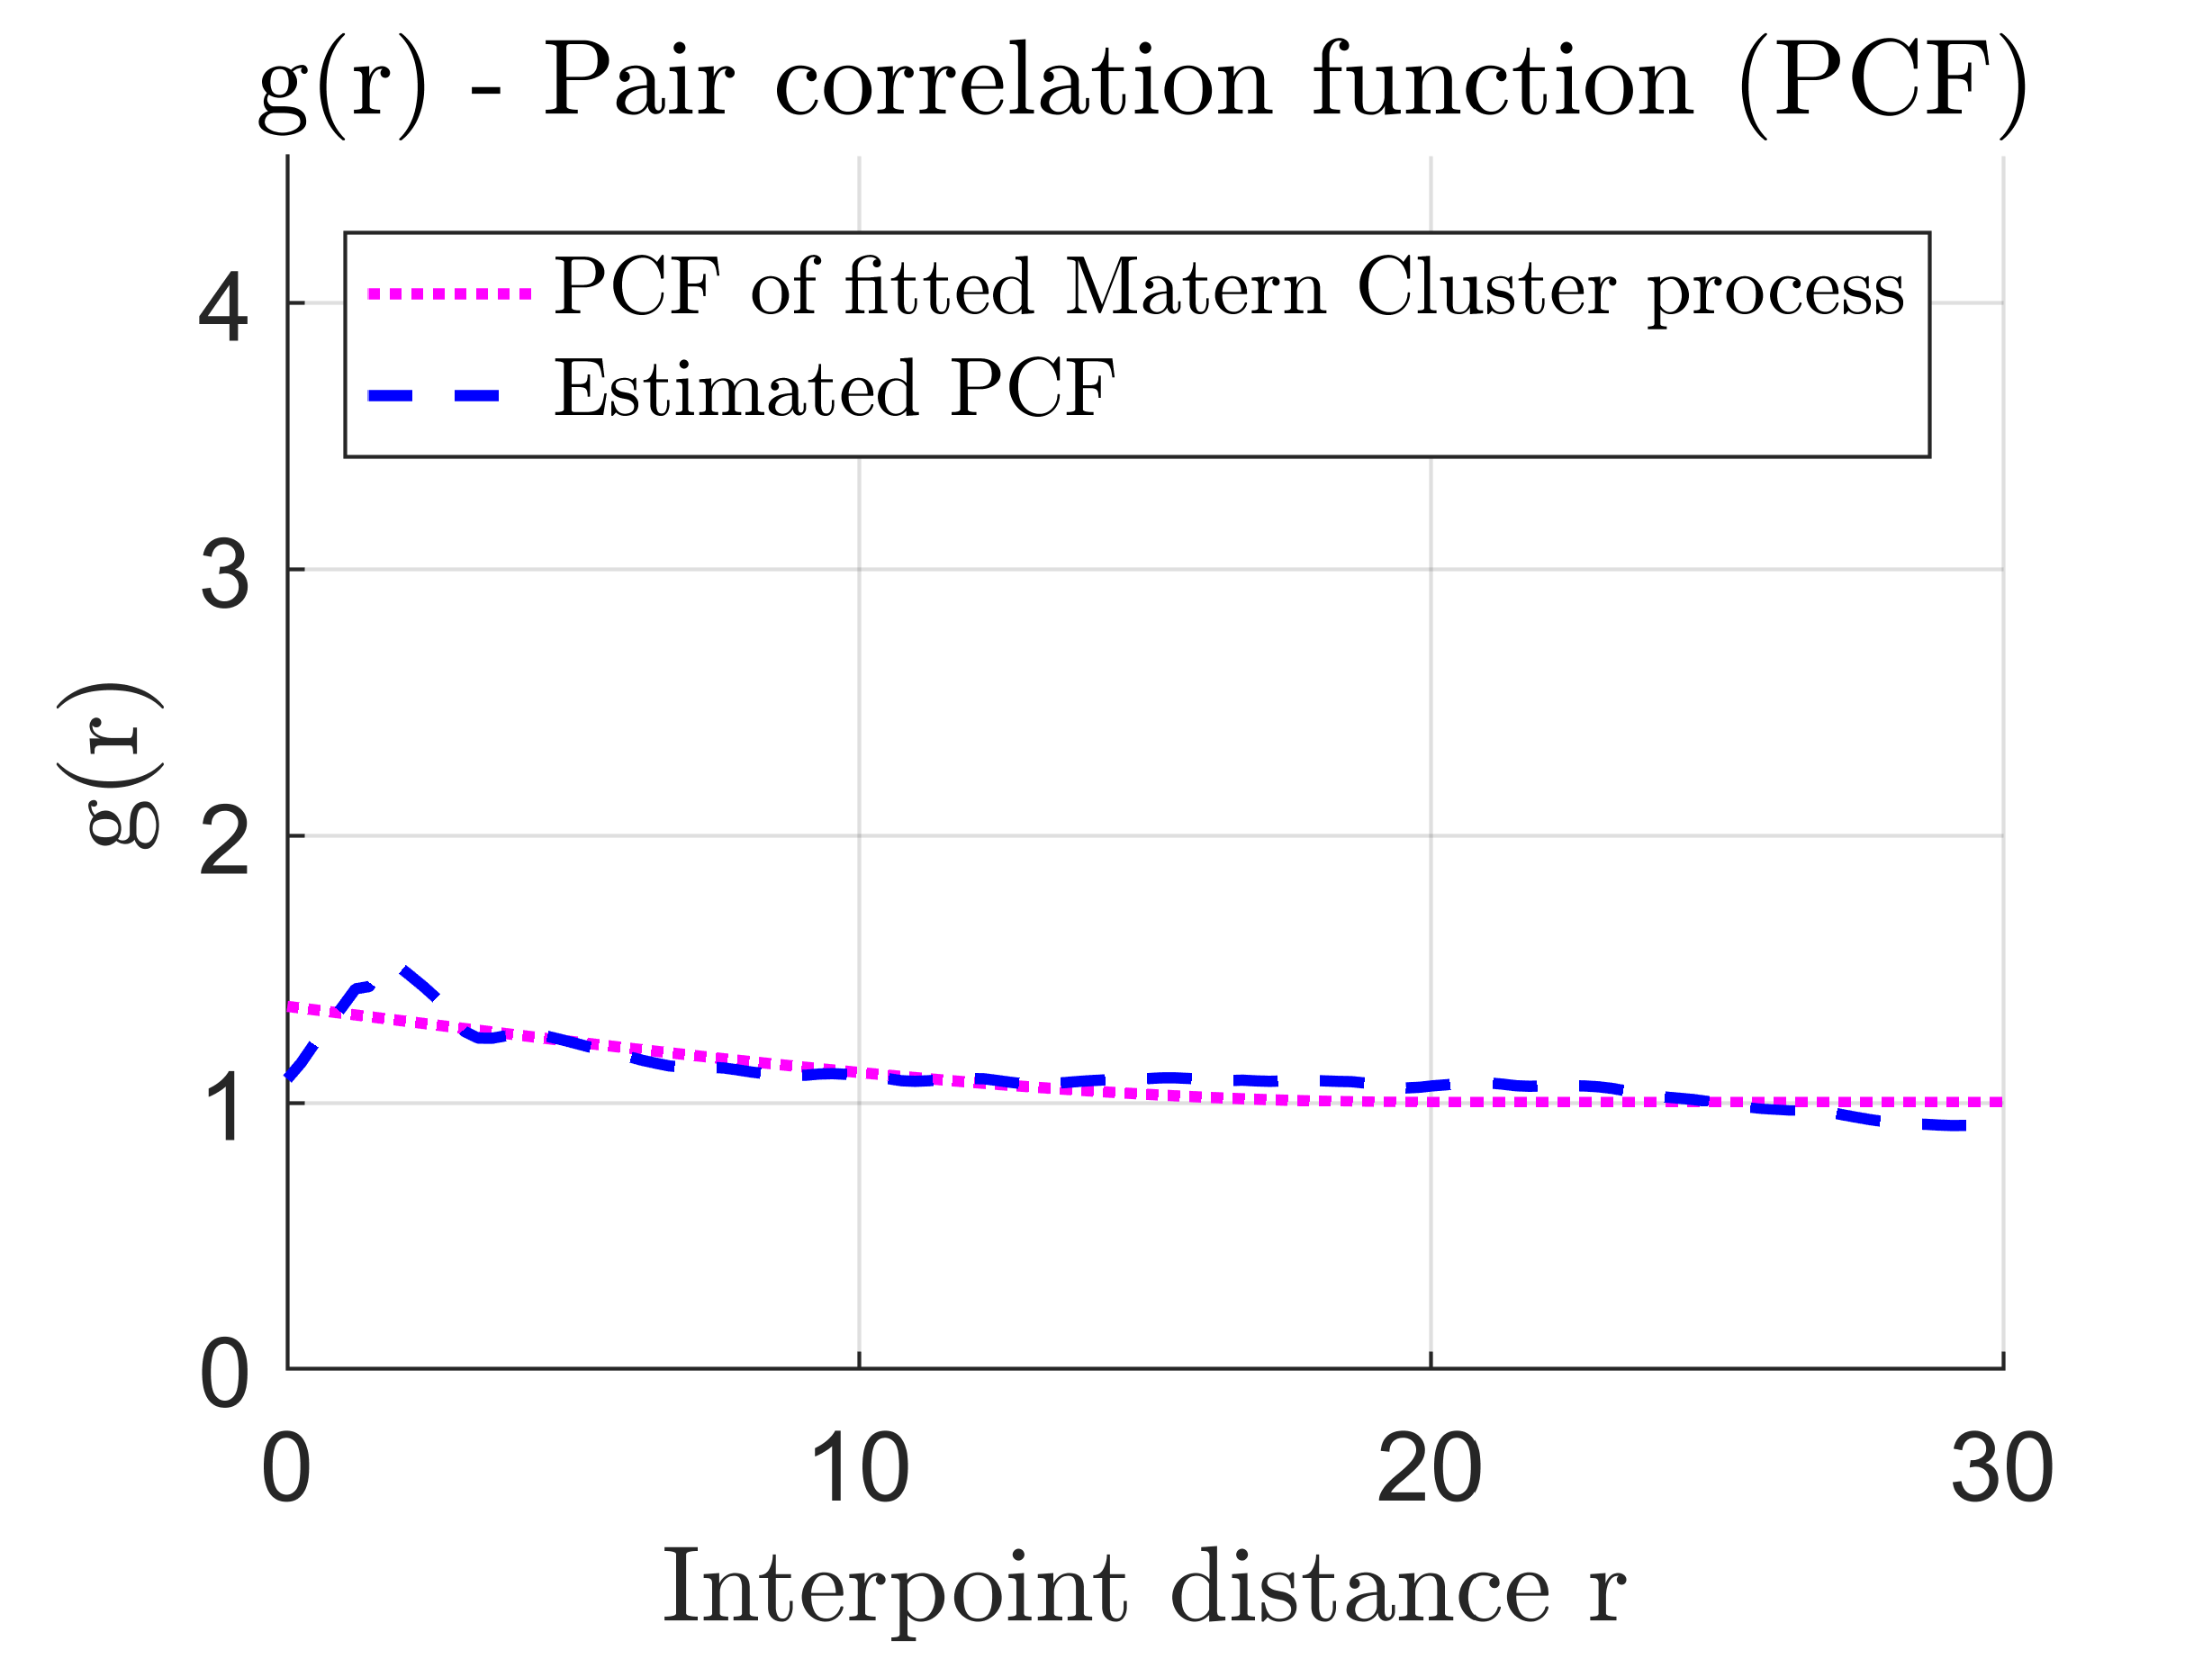 g(r) - Pair correlation function (PCF)
PCF of fitted Matern Cluster process
Estimated PCF
4
3
2
1
0
g(r)
0 10 20 30
Interpoint distance r